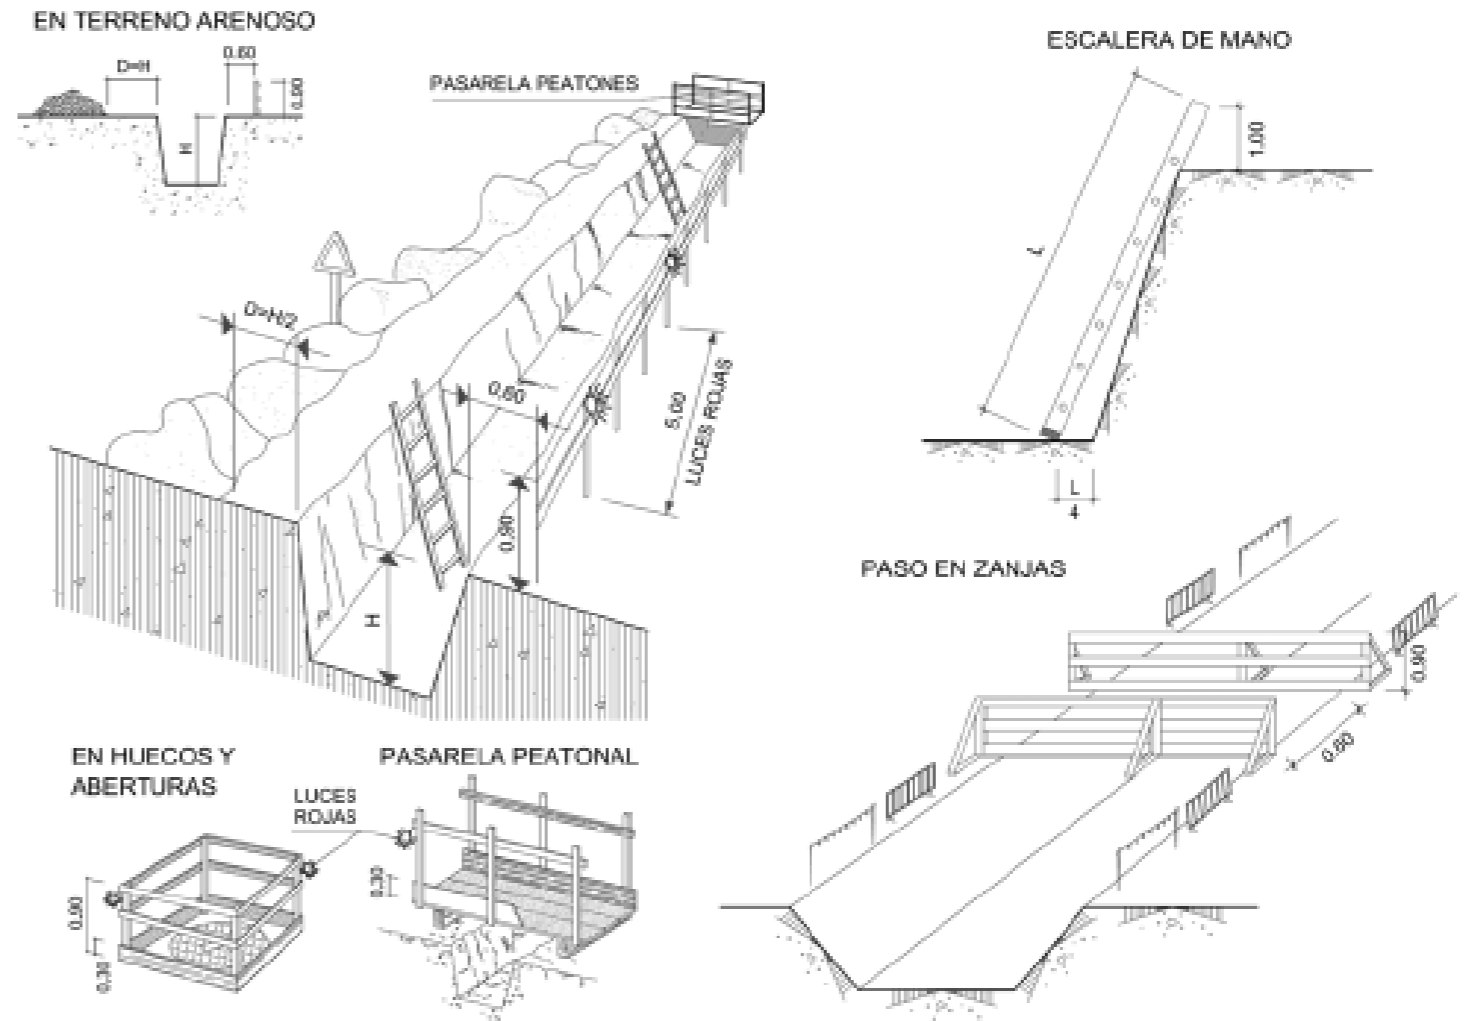 EN TERRENO ARENOSO
D=H
0.60
0.90
H
PASARELA PEATONES
D=H/2
0,60
5,00
LUCES ROJAS
0.90
H
ESCALERA DE MANO
1.00
L
L
4
PASO EN ZANJAS
0.90
0.60
EN HUECOS Y
ABERTURAS
0.90
0.30
LUCES
ROJAS
PASARELA PEATONAL
0.30